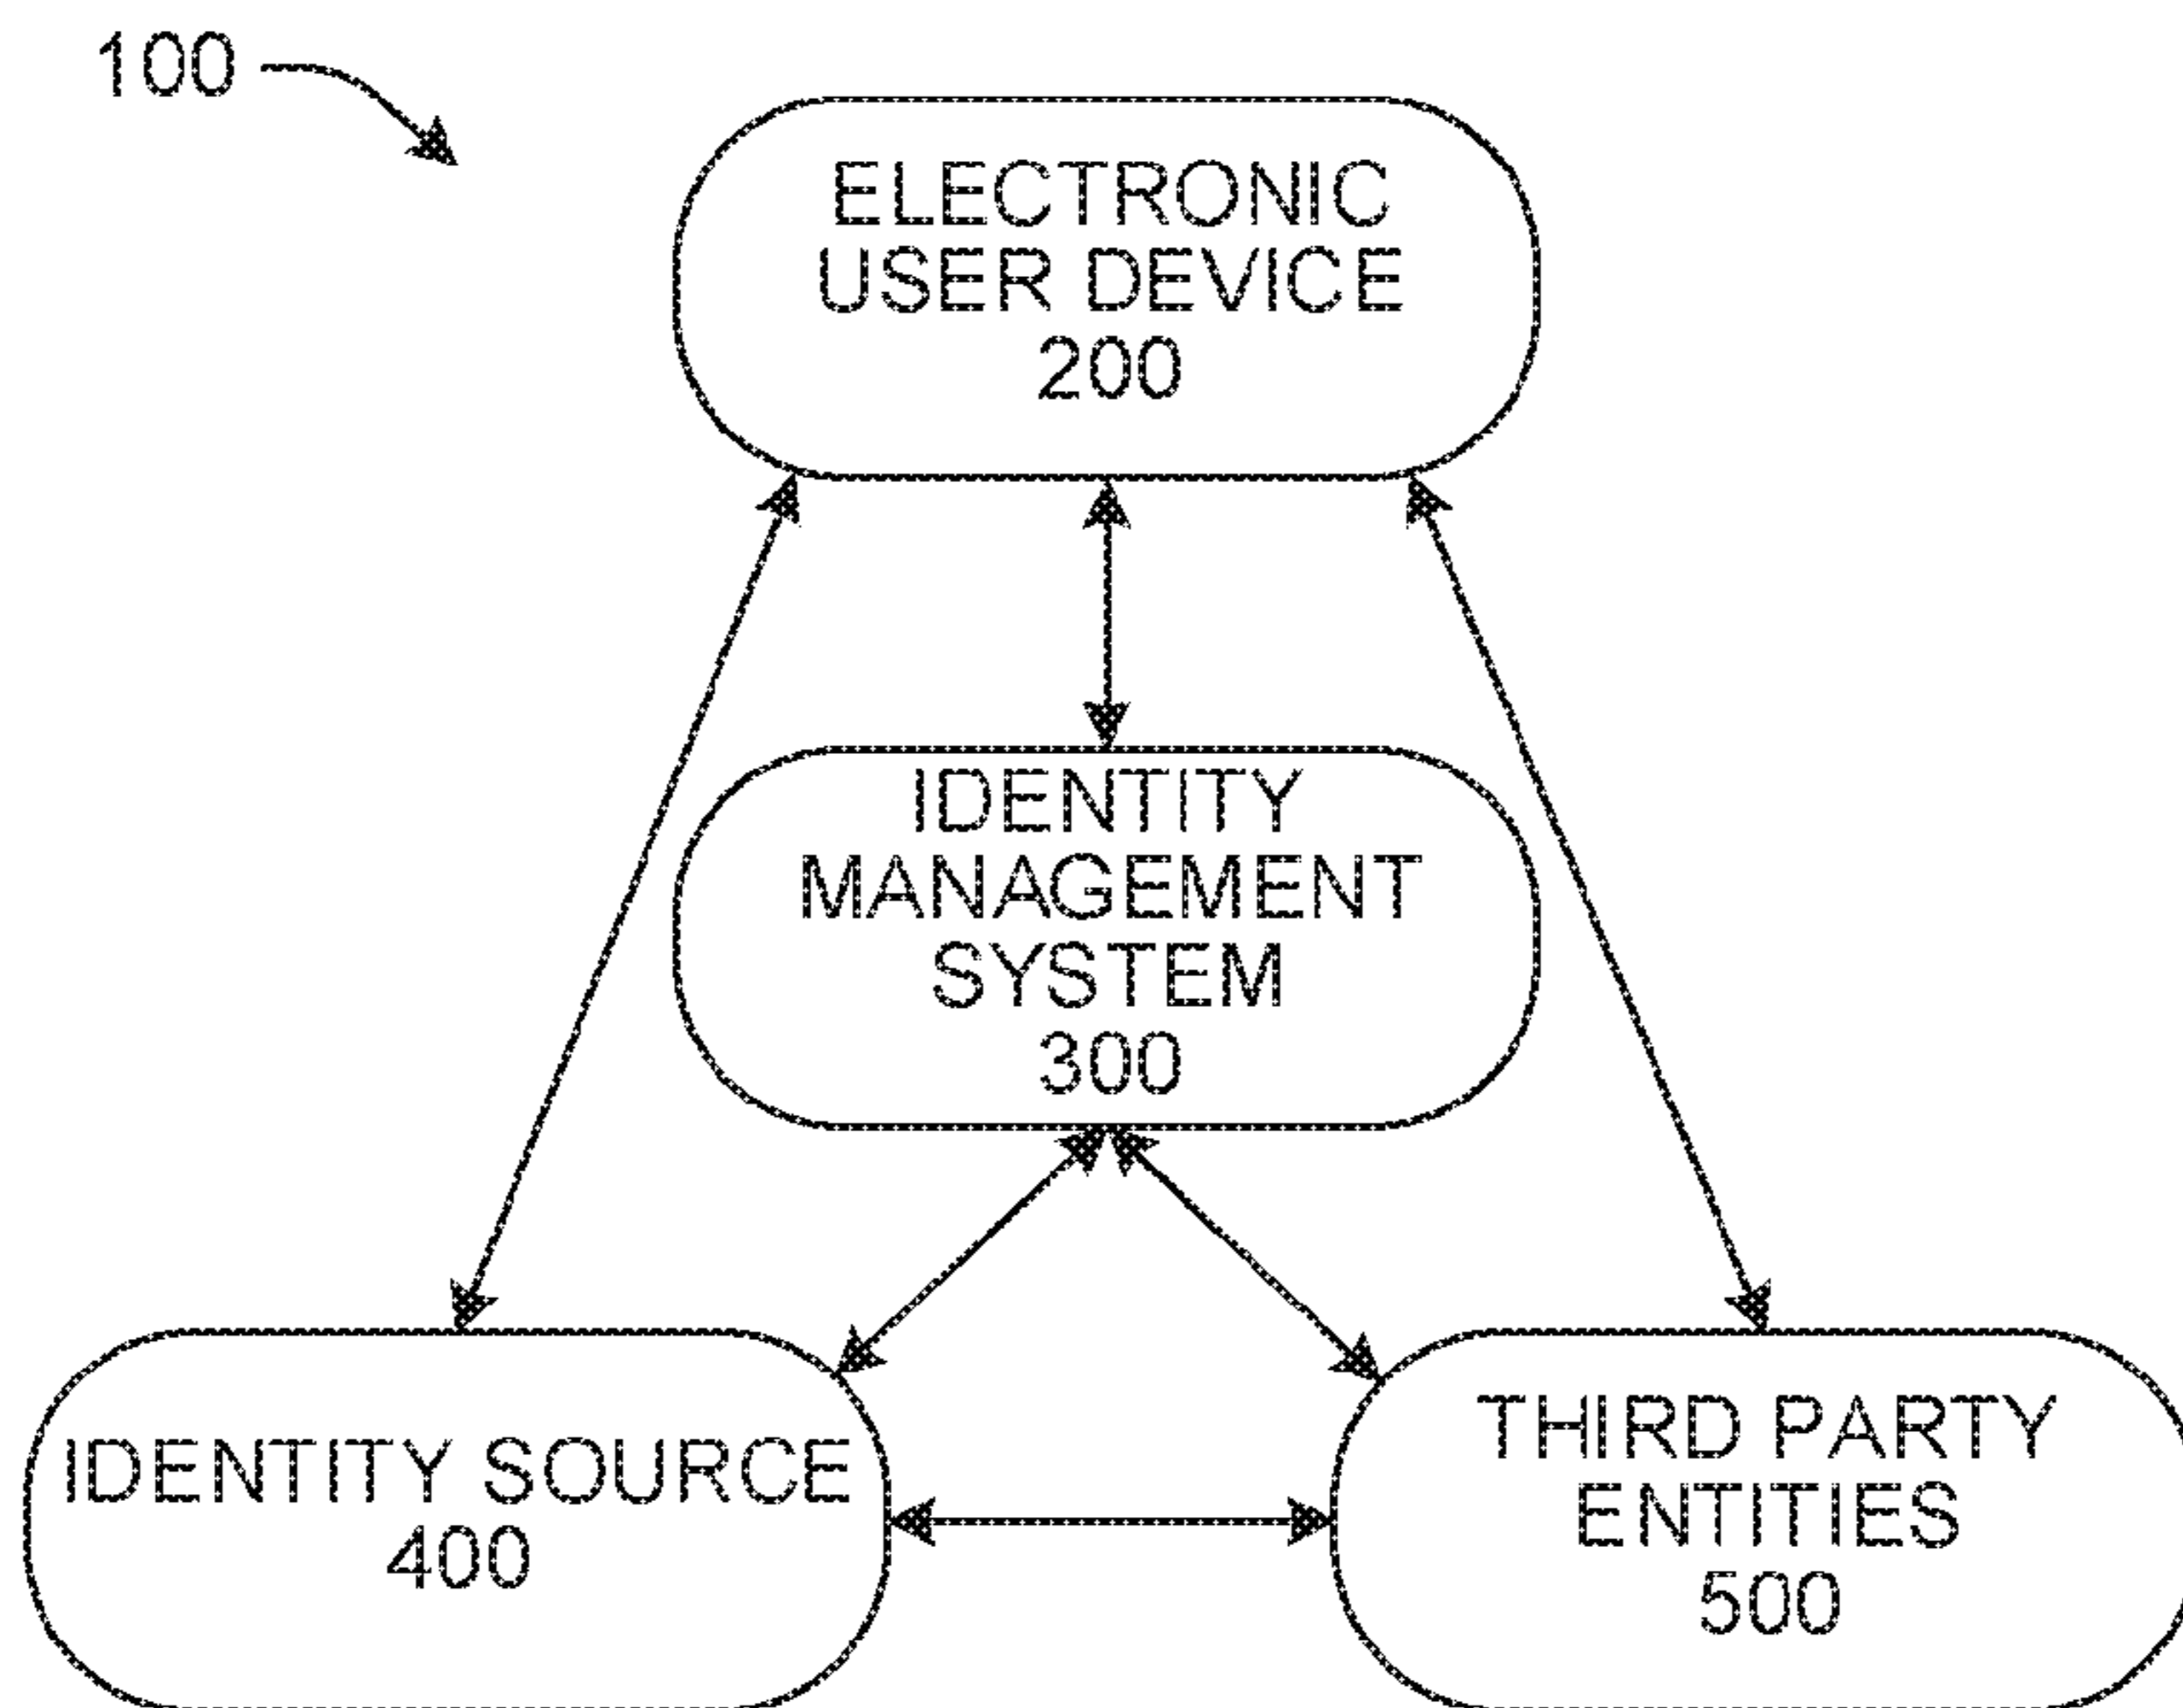 100
ELECTRONIC
USER DEVICE
200
IDENTITY
MANAGEMENT
SYSTEM
300
IDENTITY SOURCE
400
THIRD PARTY
ENTITIES
500